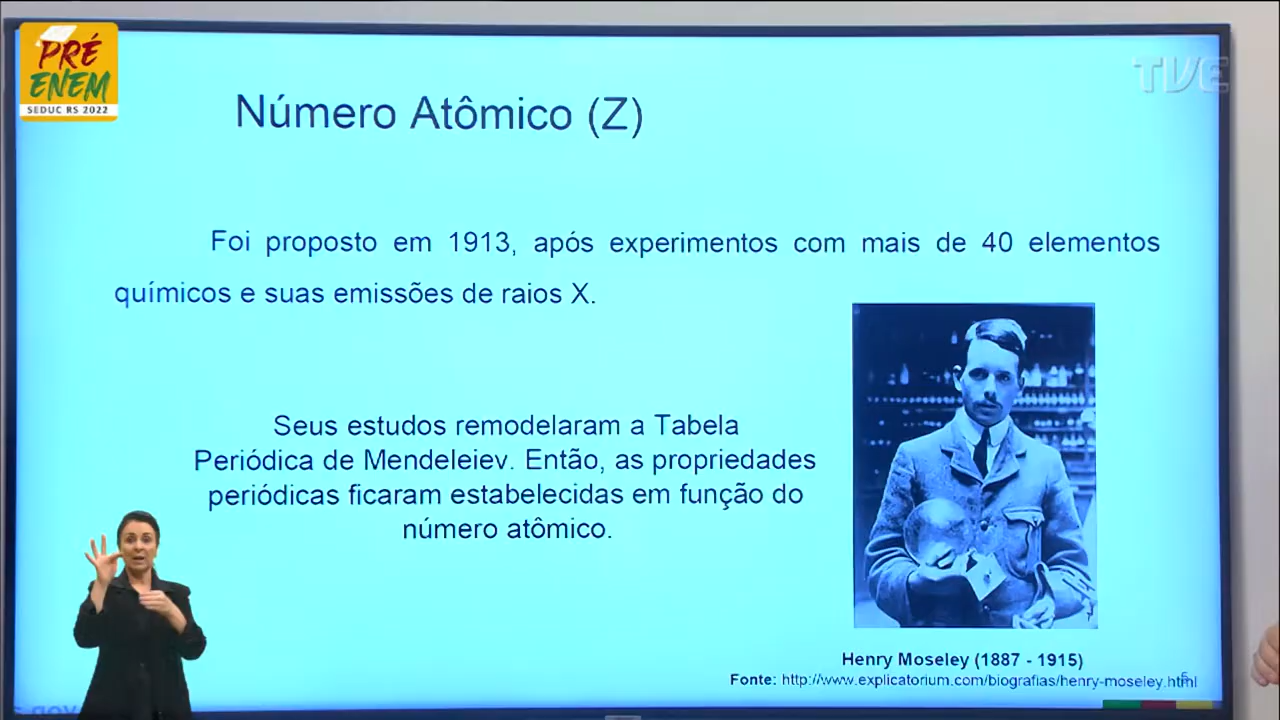 PRÉ
ENEM
SEDUC RS 2022
TVE
Número Atômico (Z)
Foi proposto em 1913, após experimentos com mais de 40 elementos
químicos e suas emissões de raios X.
Seus estudos remodelaram a Tabela
Periódica de Mendeleiev. Então, as propriedades
periódicas ficaram estabelecidas em função do
número atômico.
Henry Moseley (1887 - 1915)
Fonte: http://www.explicatorium.com/biografias/henry-moseley.html